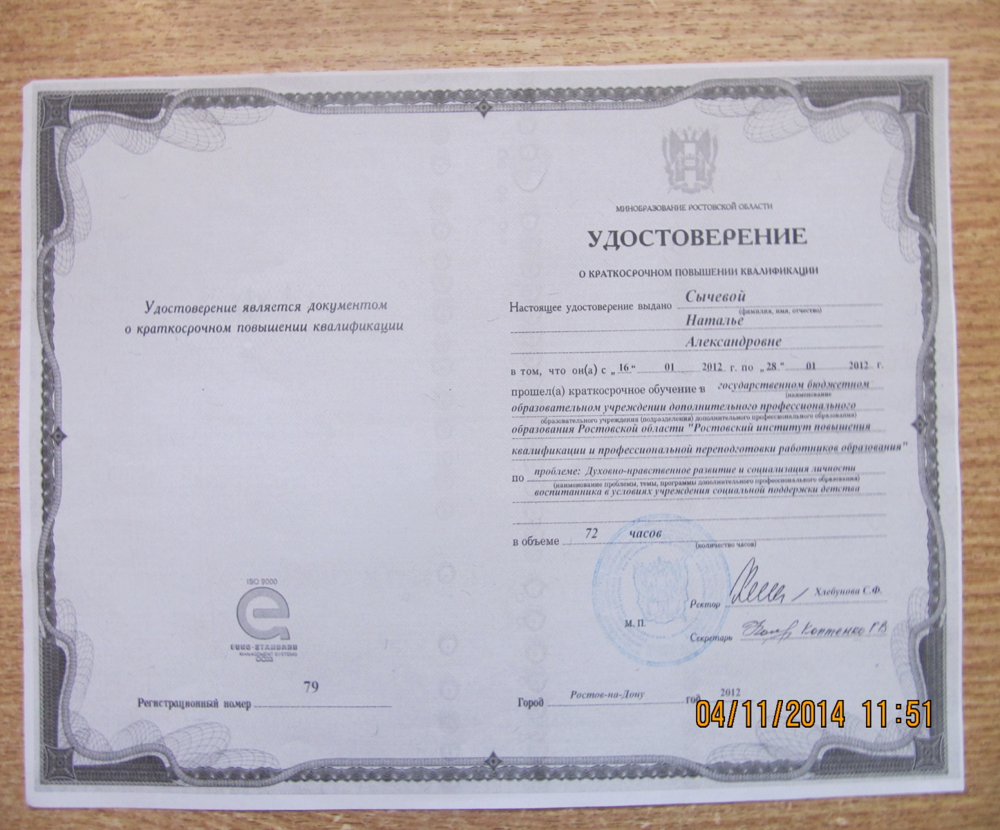 Удостоверение является документом
о краткосрочном повышении квалификации
ISO 9000
EURO-STANDARD
MANAGEMENT SYSTEMS
Регистрационный номер 79
МИНОБРАЗОВАНИЕ РОСТОВСКОЙ ОБЛАСТИ
УДОСТОВЕРЕНИЕ
О КРАТКОСРОЧНОМ ПОВЫШЕНИИ КВАЛИФИКАЦИИ
Настоящее удостоверение выдано Сычевой
(фамилия, имя, отчество)
Наталье
Александровне
в том, что он(а) с „16“ 01 2012 г. по „28“ 01 2012 г.
прошел(а) краткосрочное обучение в государственном бюджетном
(наименование
образовательном учреждении дополнительного профессионального
образовательного учреждения (подразделения) дополнительного профессионального образования)
образования Ростовской области "Ростовский институт повышения
квалификации и профессиональной переподготовки работников образования"
по проблеме: Духовно-нравственное развитие и социализация личности
(наименование проблемы, темы, программы дополнительного профессионального образования)
воспитанника в условиях учреждения социальной поддержки детства
в объеме 72 часов
(количество часов)
Ректор / Хлебунова С.Ф.
М. П.
Секретарь Коптенко Г В
Город Ростов-на-Дону год 2012
04/11/2014 11:51